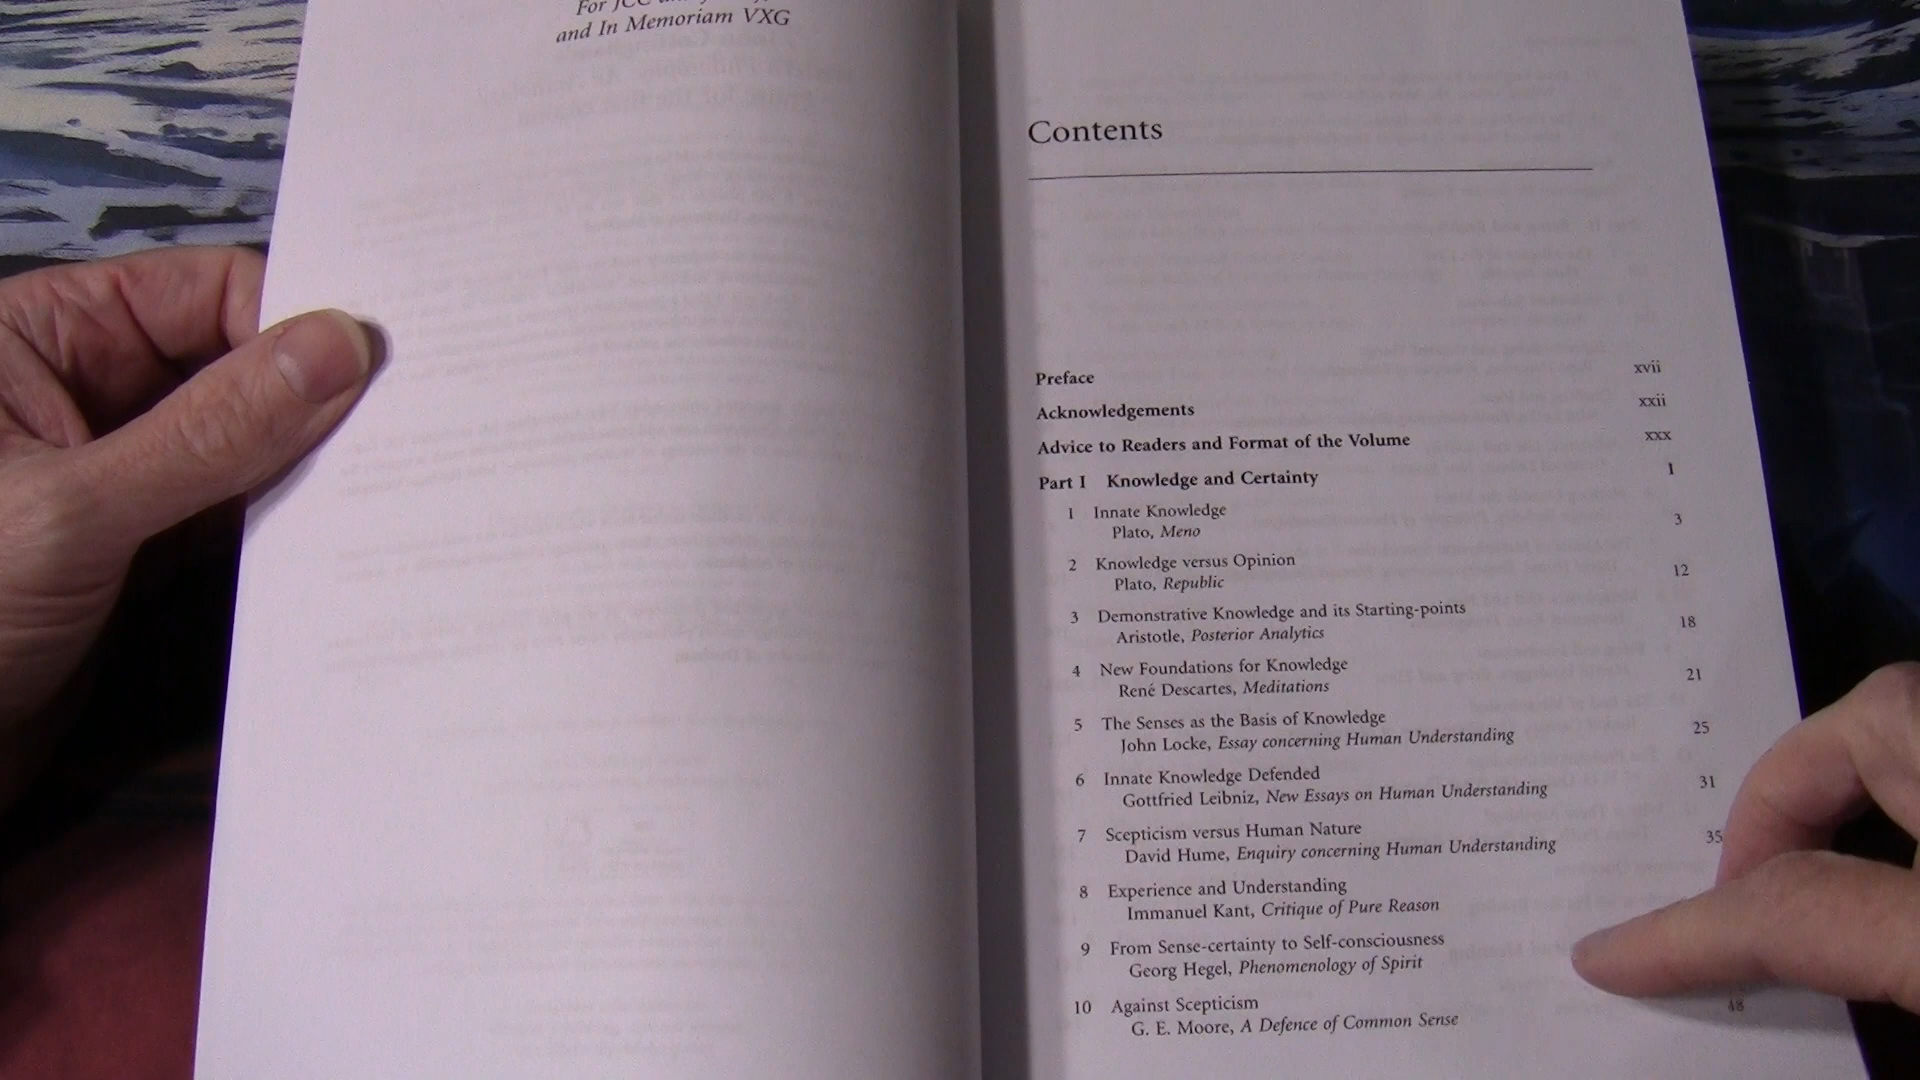 For JCC
and In Memoriam VXG
Contents
Preface xvii
Acknowledgements xxii
Advice to Readers and Format of the Volume xxx
Part I Knowledge and Certainty 1
1 Innate Knowledge
Plato, Meno 3
2 Knowledge versus Opinion
Plato, Republic 12
3 Demonstrative Knowledge and its Starting-points
Aristotle, Posterior Analytics 18
4 New Foundations for Knowledge
René Descartes, Meditations 21
5 The Senses as the Basis of Knowledge
John Locke, Essay concerning Human Understanding 25
6 Innate Knowledge Defended
Gottfried Leibniz, New Essays on Human Understanding 31
7 Scepticism versus Human Nature
David Hume, Enquiry concerning Human Understanding 35
8 Experience and Understanding
Immanuel Kant, Critique of Pure Reason
9 From Sense-certainty to Self-consciousness
Georg Hegel, Phenomenology of Spirit
10 Against Scepticism
G. E. Moore, A Defence of Common Sense 48